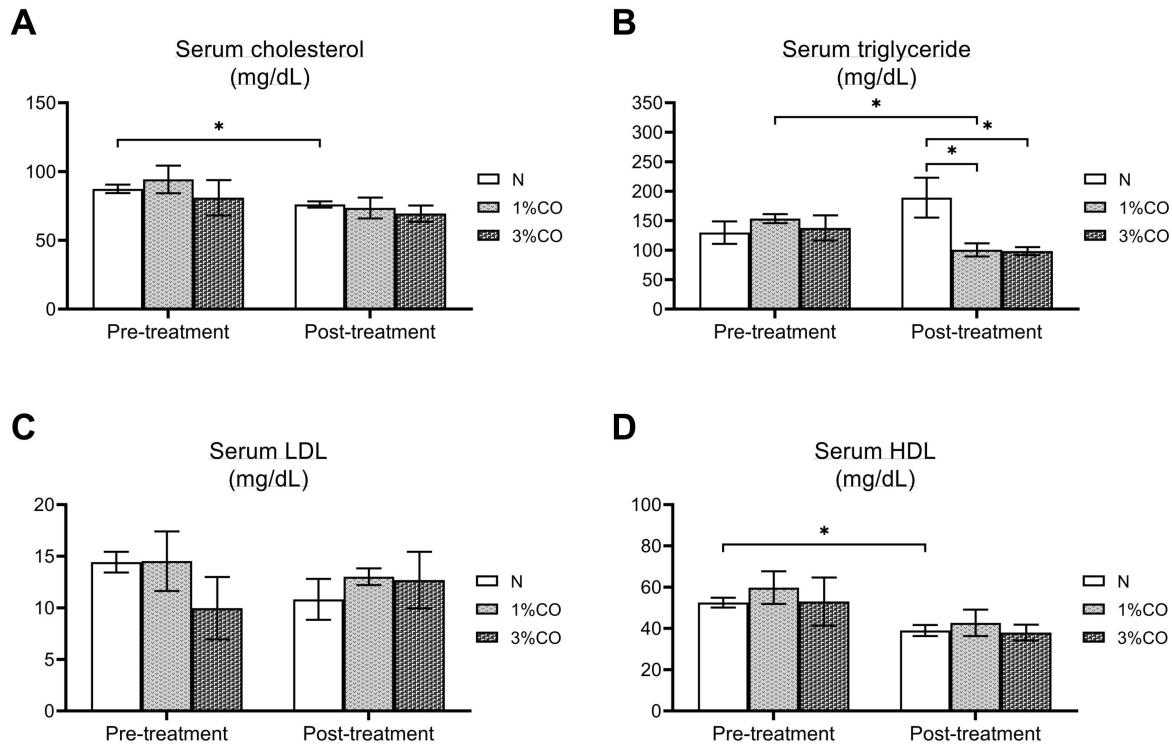 A
Serum cholesterol
(mg/dL)
150
100
50
0
*
Pre-treatment
Post-treatment
N
1%CO
3%CO
B
Serum triglyceride
(mg/dL)
350
300
250
200
150
100
50
0
*
*
*
Pre-treatment
Post-treatment
N
1%CO
3%CO
C
Serum LDL
(mg/dL)
20
15
10
5
0
Pre-treatment
Post-treatment
N
1%CO
3%CO
D
Serum HDL
(mg/dL)
100
80
60
40
20
0
*
Pre-treatment
Post-treatment
N
1%CO
3%CO